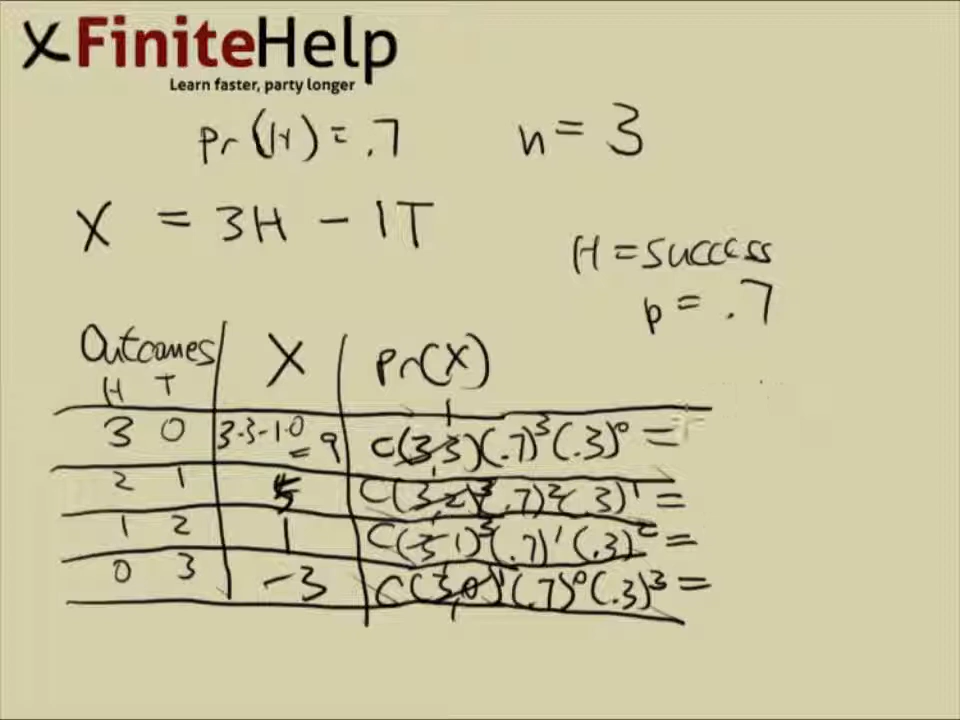 XFiniteHelp
Learn faster, party longer
Pr(H) = .7
n = 3
X = 3H - 1T
H = success
p = .7
Outcomes X Pr(X)
H T
3 0 3·3-1·0 = 9 C(3,3)(.7)³(.3)⁰ =
2 1 5 C(3,2)(.7)²(.3)¹ =
1 2 1 C(3,1)(.7)¹(.3)² =
0 3 -3 C(3,0)(.7)⁰(.3)³ =